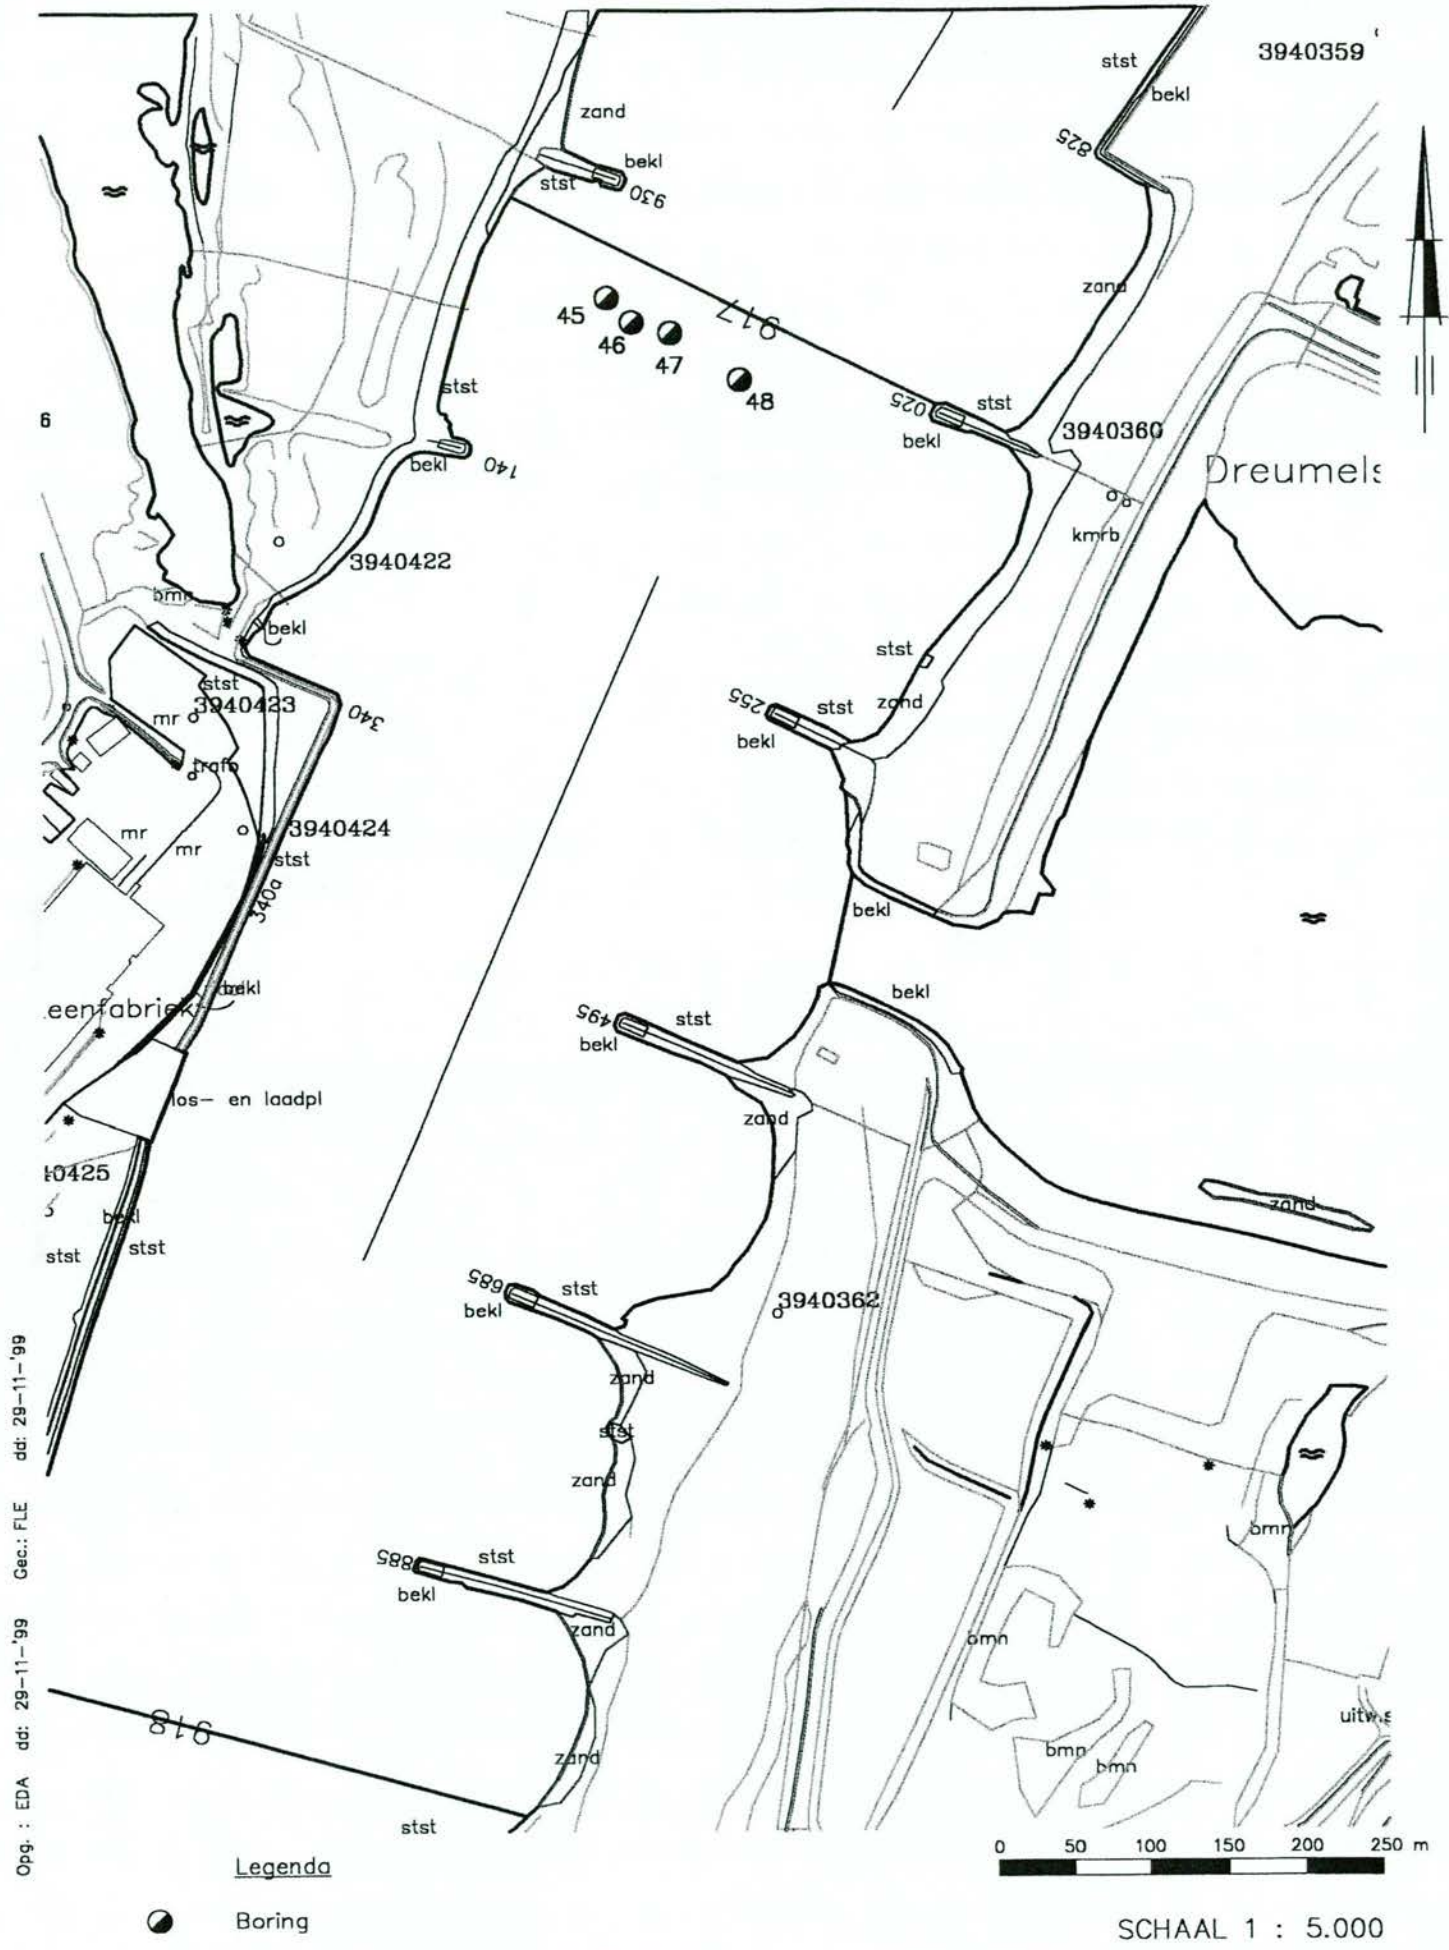 3940359
stst
bekl
zand
825
bekl
stst
930
zand
45
46
47
48
917
stst
6
025
stst
bekl
3940360
Dreumels
140
bekl
kmrb
3940422
bekl
stst
stst
3940423
mr
340
zand
255
stst
bekl
trafo
mr
mr
3940424
stst
340a
bekl
bekl
eenfabriek
bekl
495
stst
bekl
los- en laadpl
zand
40425
bekl
stst
stst
zand
685
stst
bekl
3940362
zand
stst
zand
885
stst
bekl
zand
bmn
bmn
918
zand
bmn
bmn
stst
Opg. : EDA dd: 29-11-'99 Gec.: FLE dd: 29-11-'99
Legenda
Boring
0 50 100 150 200 250 m
SCHAAL 1 : 5.000